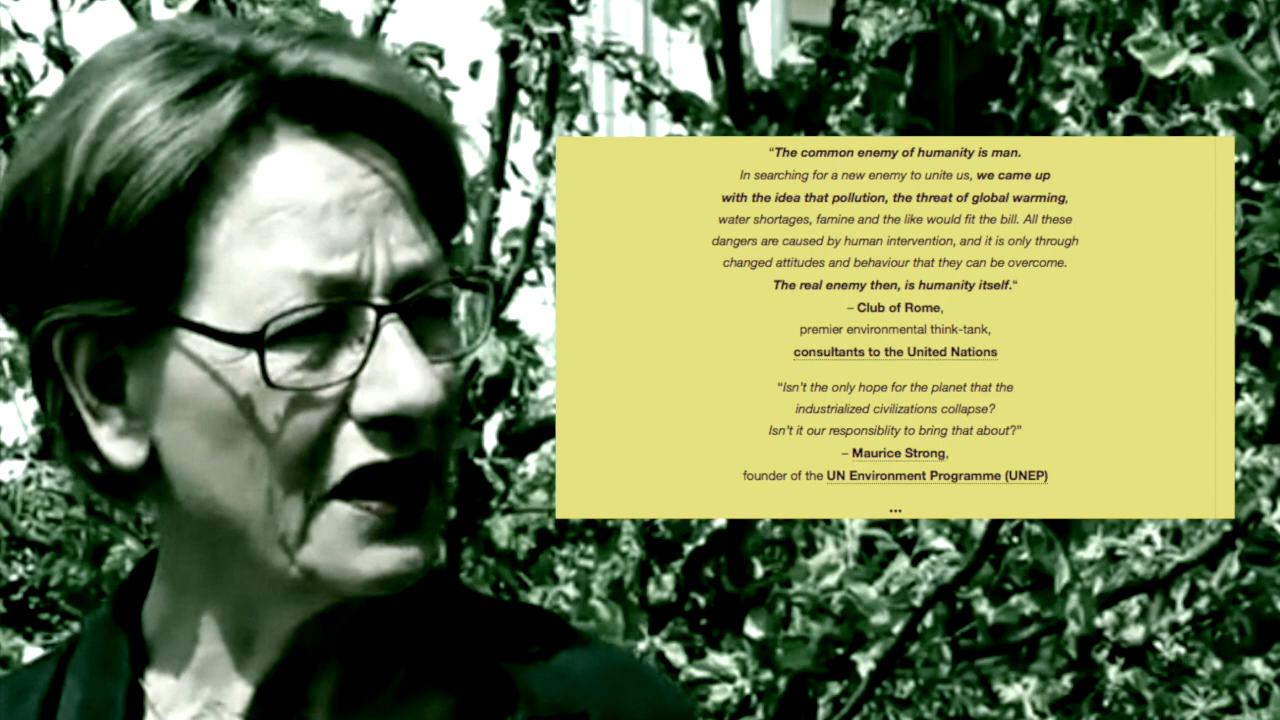 “The common enemy of humanity is man.
In searching for a new enemy to unite us, we came up
with the idea that pollution, the threat of global warming,
water shortages, famine and the like would fit the bill. All these
dangers are caused by human intervention, and it is only through
changed attitudes and behaviour that they can be overcome.
The real enemy then, is humanity itself.“
– Club of Rome,
premier environmental think-tank,
consultants to the United Nations
“Isn’t the only hope for the planet that the
industrialized civilizations collapse?
Isn’t it our responsiblity to bring that about?”
– Maurice Strong,
founder of the UN Environment Programme (UNEP)
...